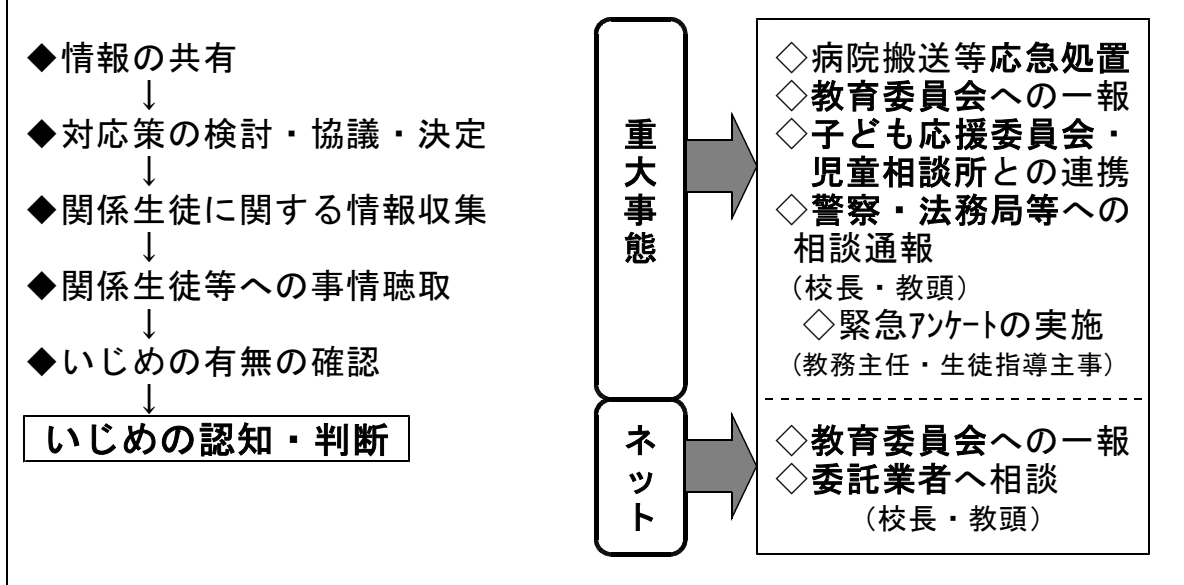 ◆情報の共有
↓
◆対応策の検討・協議・決定
↓
◆関係生徒に関する情報収集
↓
◆関係生徒等への事情聴取
↓
◆いじめの有無の確認
↓
いじめの認知・判断
重大事態
◇病院搬送等応急処置
◇教育委員会への一報
◇子ども応援委員会・
児童相談所との連携
◇警察・法務局等への
相談通報
(校長・教頭)
◇緊急ｱﾝｹｰﾄの実施
(教務主任・生徒指導主事)
ネット
◇教育委員会への一報
◇委託業者へ相談
(校長・教頭)